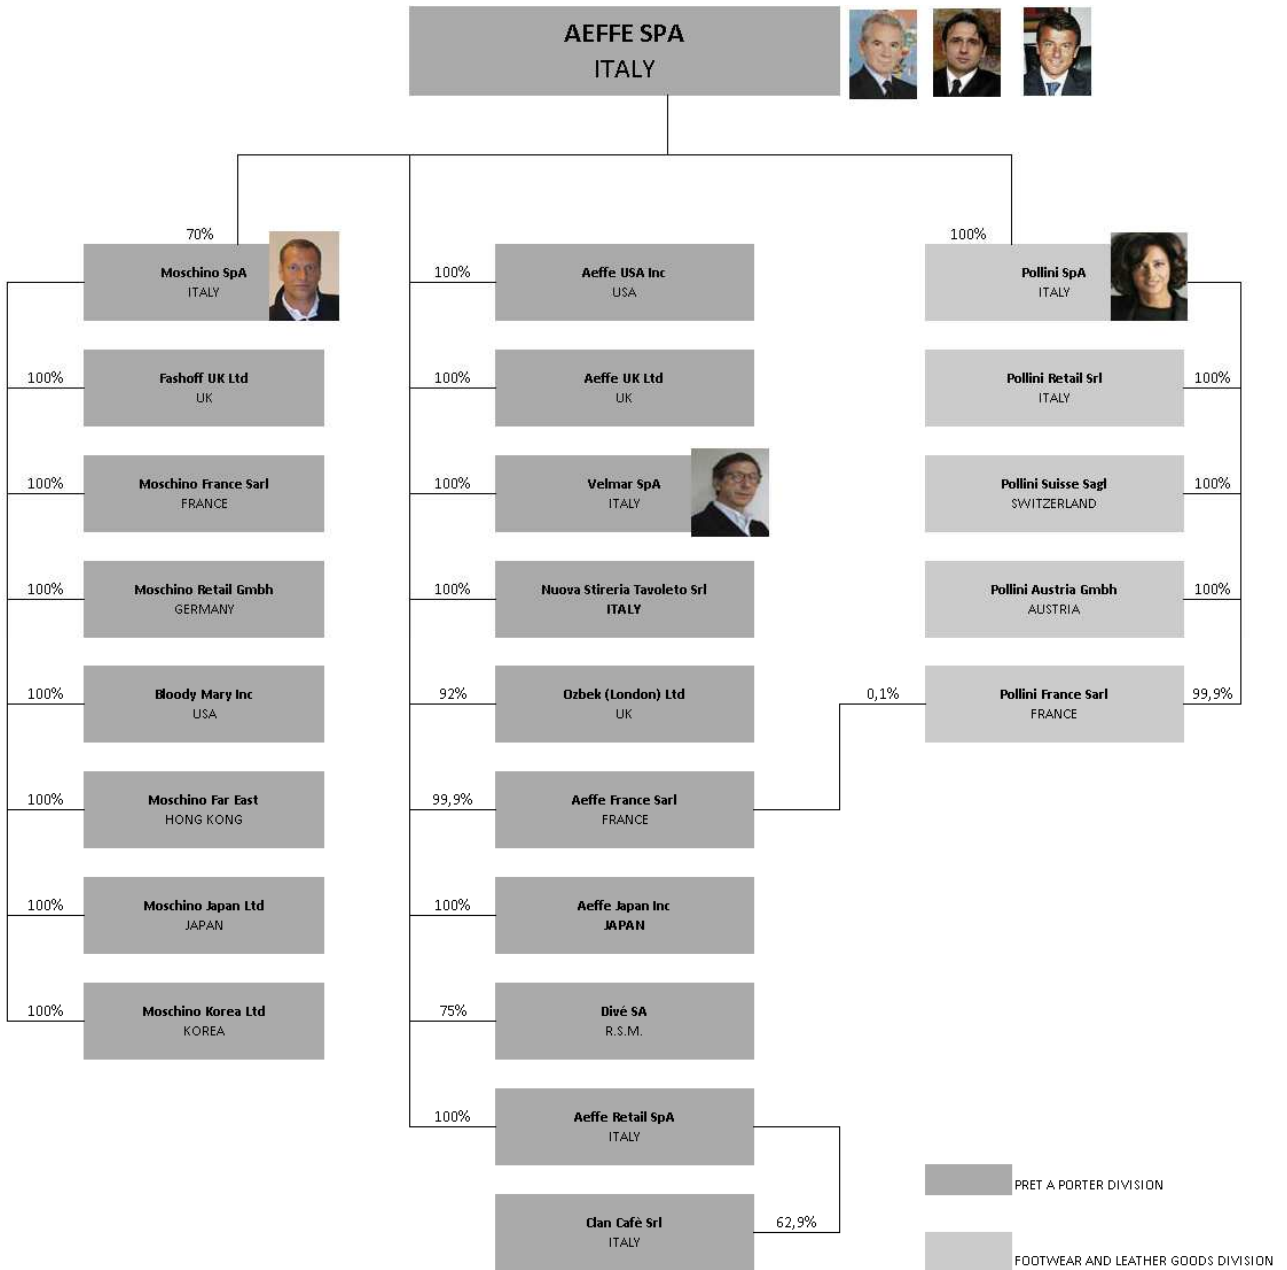 AEFFE SPA
ITALY
70%
Moschino SpA
ITALY
100%
Fashoff UK Ltd
UK
100%
Moschino France Sarl
FRANCE
100%
Moschino Retail Gmbh
GERMANY
100%
Bloody Mary Inc
USA
100%
Moschino Far East
HONG KONG
100%
Moschino Japan Ltd
JAPAN
100%
Moschino Korea Ltd
KOREA
100%
Aeffe USA Inc
USA
100%
Aeffe UK Ltd
UK
100%
Velmar SpA
ITALY
100%
Nuova Stireria Tavoleto Srl
ITALY
92%
Ozbek (London) Ltd
UK
99,9%
Aeffe France Sarl
FRANCE
100%
Aeffe Japan Inc
JAPAN
75%
Divé SA
R.S.M.
100%
Aeffe Retail SpA
ITALY
Clan Cafè Srl
ITALY
62,9%
100%
Pollini SpA
ITALY
Pollini Retail Srl
ITALY
100%
Pollini Suisse Sagl
SWITZERLAND
100%
Pollini Austria Gmbh
AUSTRIA
100%
0,1%
Pollini France Sarl
FRANCE
99,9%
PRET A PORTER DIVISION
FOOTWEAR AND LEATHER GOODS DIVISION